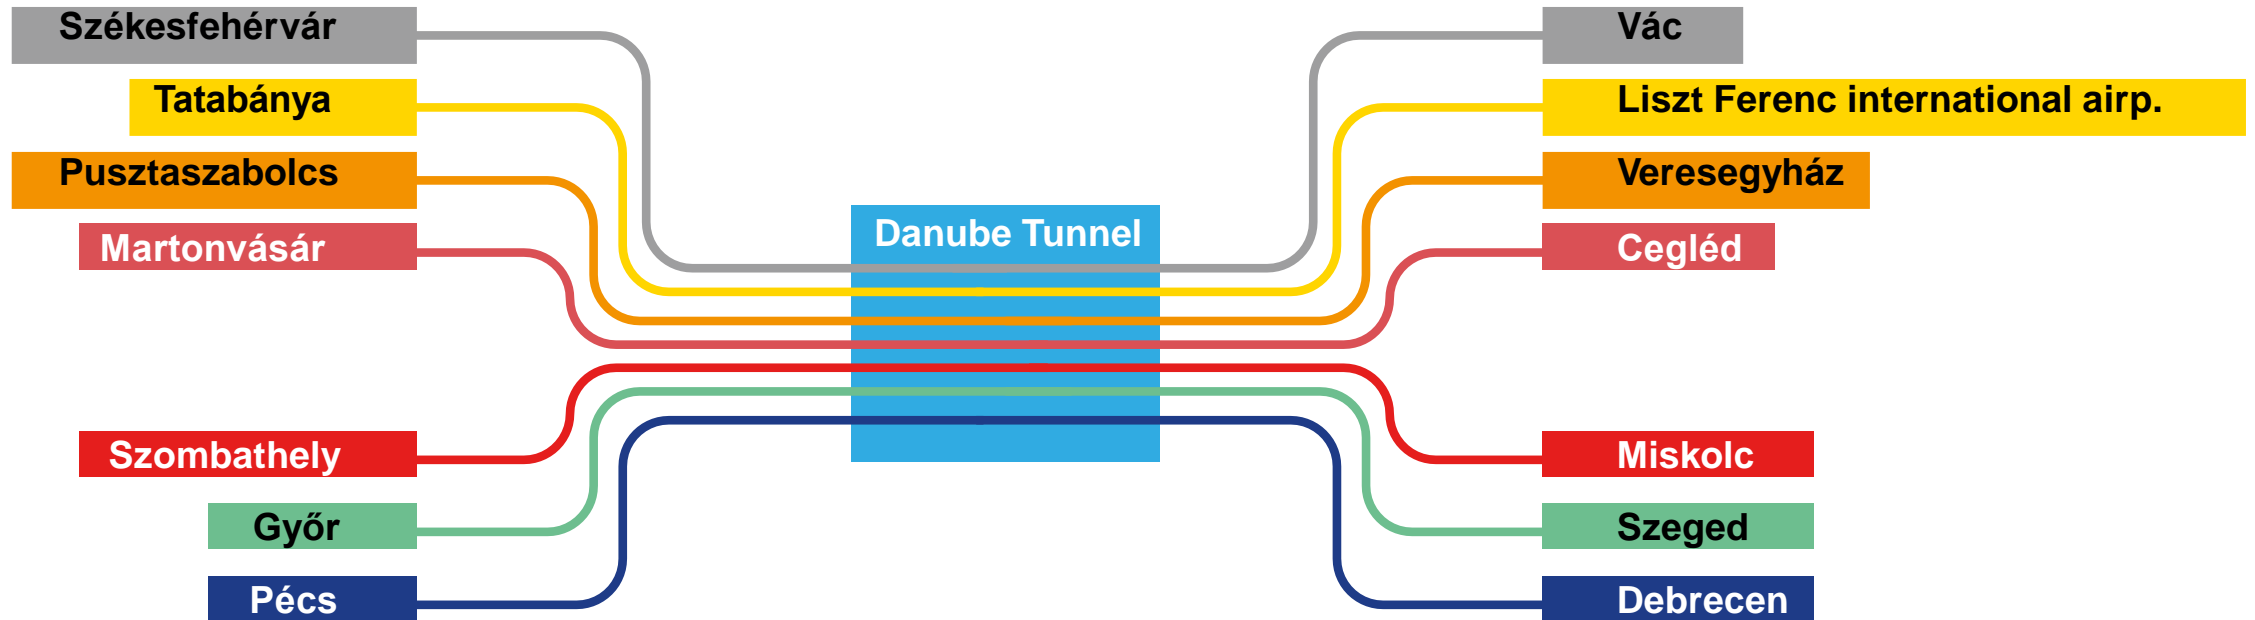 Székesfehérvár
Vác
Tatabánya
Liszt Ferenc international airp.
Pusztaszabolcs
Veresegyház
Martonvásár
Danube Tunnel
Cegléd
Szombathely
Miskolc
Győr
Szeged
Pécs
Debrecen